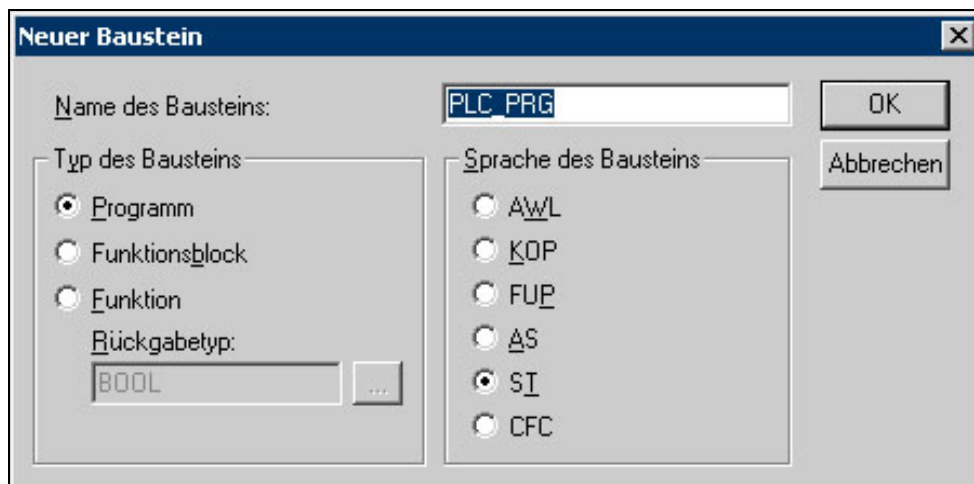 Neuer Baustein
Name des Bausteins:
PLC_PRG
OK
Abbrechen
Typ des Bausteins
Programm
Funktionsblock
Funktion
Rückgabetyp:
BOOL
...
Sprache des Bausteins
AWL
KOP
FUP
AS
ST
CFC